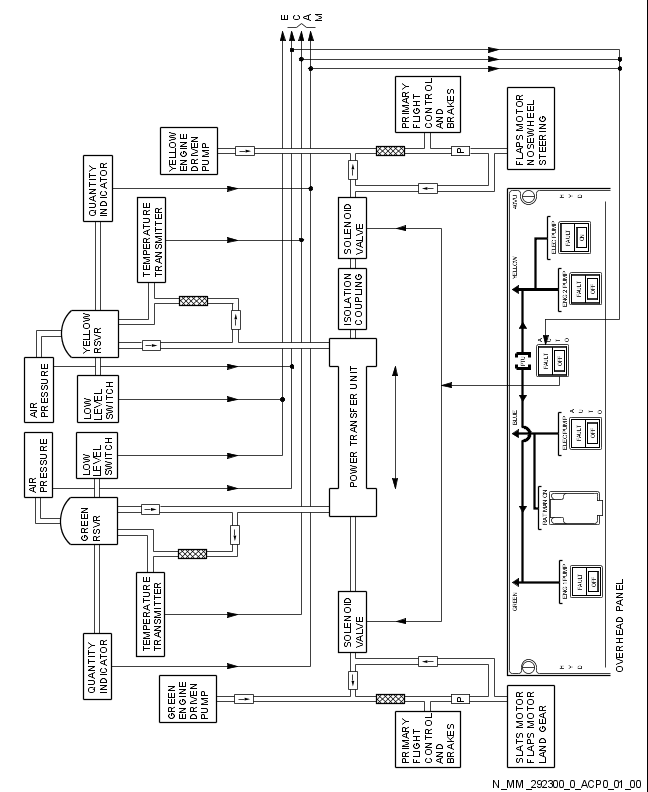 E
C
A
M
YELLOW
ENGINE
DRIVEN
PUMP
PRIMARY
FLIGHT
CONTROL
AND
BRAKES
FLAPS MOTOR
NOSEWHEEL
STEERING
P
QUANTITY
INDICATOR
TEMPERATURE
TRANSMITTER
SOLENOID
VALVE
ISOLATION
COUPLING
YELLOW
RSVR
AIR
PRESSURE
LOW
LEVEL
SWITCH
POWER TRANSFER UNIT
AIR
PRESSURE
LOW
LEVEL
SWITCH
GREEN
RSVR
TEMPERATURE
TRANSMITTER
QUANTITY
INDICATOR
SOLENOID
VALVE
GREEN
ENGINE
DRIVEN
PUMP
PRIMARY
FLIGHT
CONTROL
AND
BRAKES
P
SLATS MOTOR
FLAPS MOTOR
LAND GEAR
40VU
HYD
YELLOW
ELEC PUMP
FAULT
ON
ENG 2 PUMP
FAULT
OFF
PTU
AUTO
FAULT
OFF
BLUE
ELEC PUMP
AUTO
FAULT
OFF
RAT MAN ON
GREEN
ENG 1 PUMP
FAULT
OFF
HYD
OVERHEAD PANEL
N_MM_292300_0_ACP0_01_00